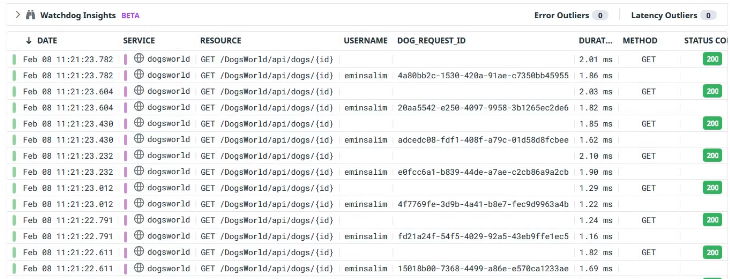 Watchdog Insights BETA Error Outliers 0 Latency Outliers 0
↓ DATE SERVICE RESOURCE USERNAME DOG_REQUEST_ID DURAT... METHOD STATUS CO
Feb 08 11:21:23.782 dogsworld GET /DogsWorld/api/dogs/{id} 2.01 ms GET 200
Feb 08 11:21:23.782 dogsworld GET /DogsWorld/api/dogs/{id} eminsalim 4a80bb2c-1530-420a-91ae-c7350bb45955 1.86 ms
Feb 08 11:21:23.604 dogsworld GET /DogsWorld/api/dogs/{id} 2.03 ms GET 200
Feb 08 11:21:23.604 dogsworld GET /DogsWorld/api/dogs/{id} eminsalim 20aa5542-e250-4097-9958-3b1265ec2de6 1.82 ms
Feb 08 11:21:23.430 dogsworld GET /DogsWorld/api/dogs/{id} 1.85 ms GET 200
Feb 08 11:21:23.430 dogsworld GET /DogsWorld/api/dogs/{id} eminsalim adcedc08-fdf1-408f-a79c-01d58d8fcbee 1.62 ms
Feb 08 11:21:23.232 dogsworld GET /DogsWorld/api/dogs/{id} 2.10 ms GET 200
Feb 08 11:21:23.232 dogsworld GET /DogsWorld/api/dogs/{id} eminsalim e0fcc6a1-b839-44de-a7ae-c2cb86a9a2cb 1.90 ms
Feb 08 11:21:23.012 dogsworld GET /DogsWorld/api/dogs/{id} 1.29 ms GET 200
Feb 08 11:21:23.012 dogsworld GET /DogsWorld/api/dogs/{id} eminsalim 4f7769fe-3d9b-4a41-b8e7-fec9d9963a4b 1.22 ms
Feb 08 11:21:22.791 dogsworld GET /DogsWorld/api/dogs/{id} 1.24 ms GET 200
Feb 08 11:21:22.791 dogsworld GET /DogsWorld/api/dogs/{id} eminsalim fd21a24f-54f5-4029-92a5-43eb9ffe1ec5 1.16 ms
Feb 08 11:21:22.611 dogsworld GET /DogsWorld/api/dogs/{id} 1.82 ms GET 200
Feb 08 11:21:22.611 dogsworld GET /DogsWorld/api/dogs/{id} eminsalim 15018b00-7368-4499-a86e-e570ca1233ae 1.69 ms